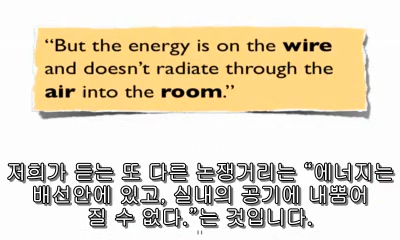 “But the energy is on the wire
and doesn’t radiate through the
air into the room.”
저희가 듣는 또 다른 논쟁거리는 “에너지는
배선안에 있고, 실내의 공기에 내뿜어
질 수 없다.”는 것입니다.